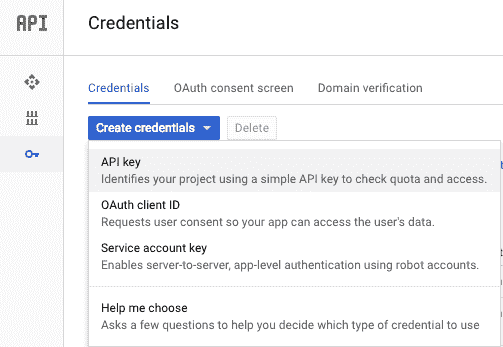 API
Credentials
Credentials OAuth consent screen Domain verification
Create credentials Delete
API key
Identifies your project using a simple API key to check quota and access.
OAuth client ID
Requests user consent so your app can access the user's data.
Service account key
Enables server-to-server, app-level authentication using robot accounts.
Help me choose
Asks a few questions to help you decide which type of credential to use